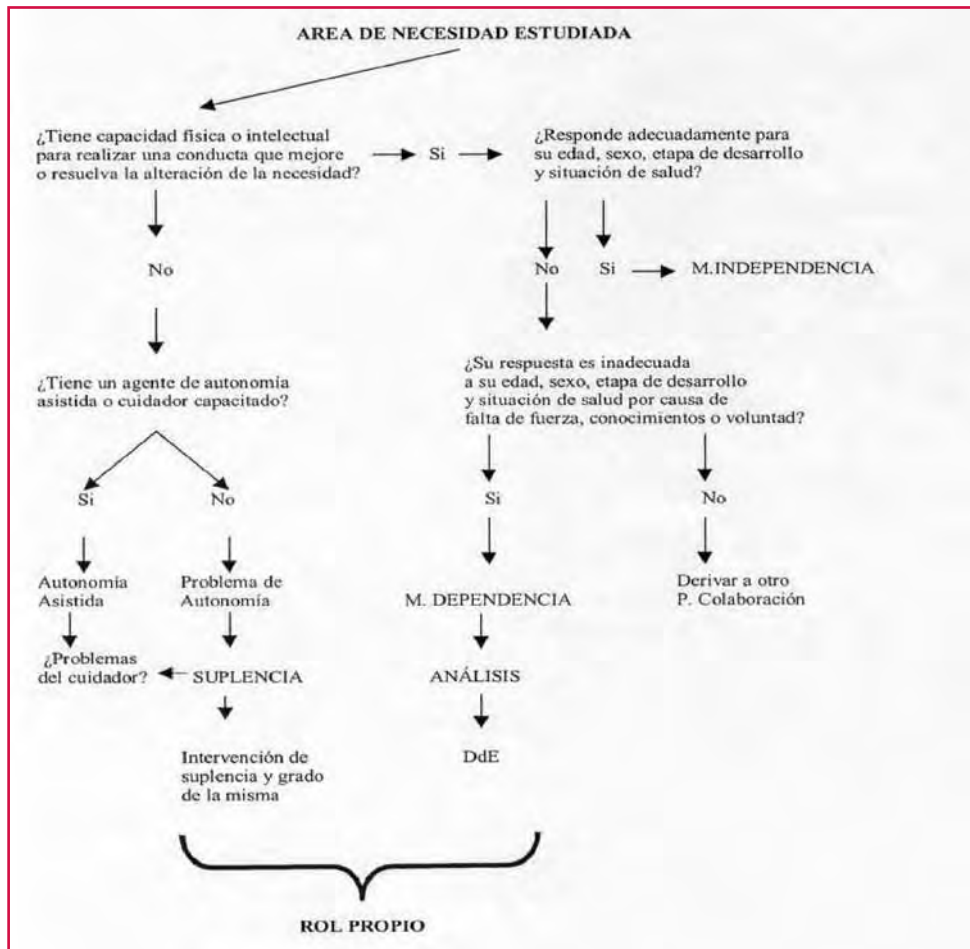 AREA DE NECESIDAD ESTUDIADA
¿Tiene capacidad física o intelectual
para realizar una conducta que mejore
o resuelva la alteración de la necesidad?
Si
¿Responde adecuadamente para
su edad, sexo, etapa de desarrollo
y situación de salud?
No
No
Si
M.INDEPENDENCIA
¿Tiene un agente de autonomía
asistida o cuidador capacitado?
¿Su respuesta es inadecuada
a su edad, sexo, etapa de desarrollo
y situación de salud por causa de
falta de fuerza, conocimientos o voluntad?
Si
No
Si
No
Autonomía
Asistida
Problema de
Autonomía
M. DEPENDENCIA
Derivar a otro
P. Colaboración
¿Problemas
del cuidador?
SUPLENCIA
ANÁLISIS
Intervención de
suplencia y grado
de la misma
DdE
ROL PROPIO